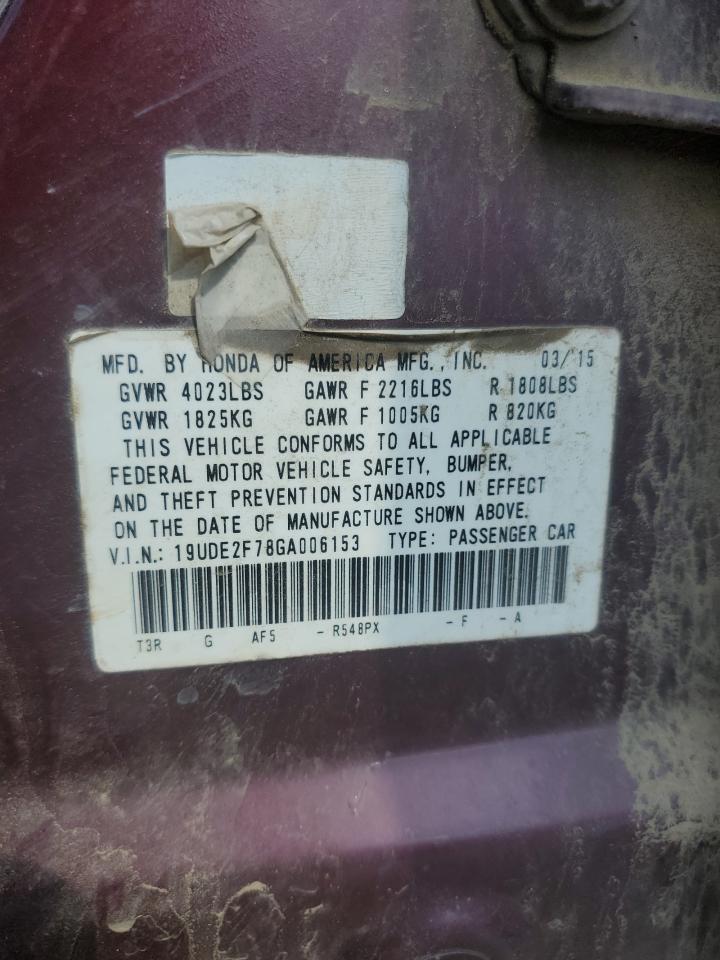 MFD. BY HONDA OF AMERICA MFG., INC. 03/15
GVWR 4023LBS GAWR F 2216LBS R 1808LBS
GVWR 1825KG GAWR F 1005KG R 820KG
THIS VEHICLE CONFORMS TO ALL APPLICABLE
FEDERAL MOTOR VEHICLE SAFETY, BUMPER,
AND THEFT PREVENTION STANDARDS IN EFFECT
ON THE DATE OF MANUFACTURE SHOWN ABOVE.
V.I.N.: 19UDE2F78GA006153 TYPE: PASSENGER CAR
T3R G AF5 - R548PX - F - A